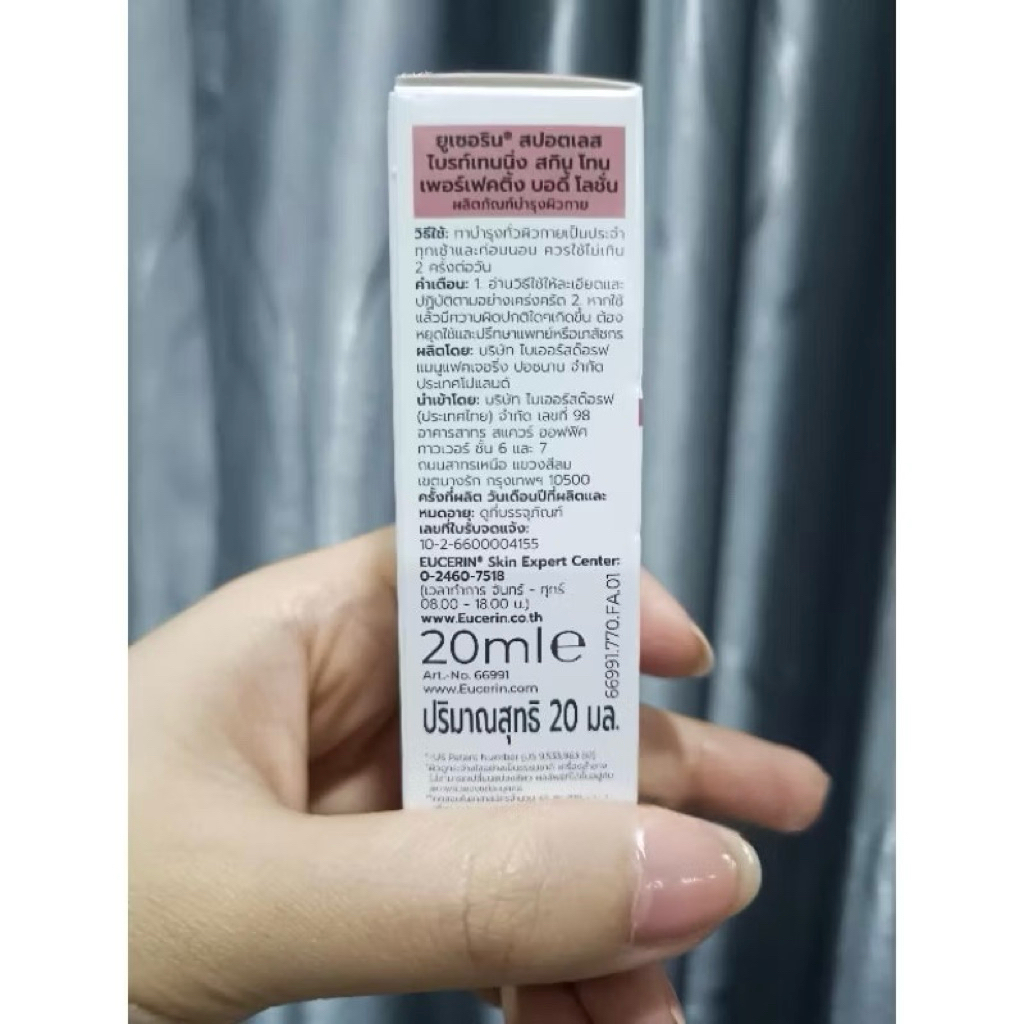 ยูเซอริน® สปอตเลส
ไบรท์เทนนิ่ง สกิน โทน
เพอร์เฟคติ้ง บอดี้ โลชั่น
ผลิตภัณฑ์บำรุงผิวกาย
วิธีใช้: ทาบำรุงทั่วผิวกายเป็นประจำ
ทุกเช้าและก่อนนอน ควรใช้ไม่เกิน
2 ครั้งต่อวัน
คำเตือน: 1. อ่านวิธีใช้ให้ละเอียดและ
ปฏิบัติตามอย่างเคร่งครัด 2. หากใช้
แล้วมีความผิดปกติใดๆเกิดขึ้น ต้อง
หยุดใช้และปรึกษาแพทย์หรือเภสัชกร
ผลิตโดย: บริษัท ไบเออร์สด๊อรฟ
แมนูแฟคเจอริ่ง ปอซนาน จำกัด
ประเทศโปแลนด์
นำเข้าโดย: บริษัท ไบเออร์สด๊อรฟ
(ประเทศไทย) จำกัด เลขที่ 98
อาคารสาทร สแควร์ ออฟฟิศ
ทาวเวอร์ ชั้น 6 และ 7
ถนนสาทรเหนือ แขวงสีลม
เขตบางรัก กรุงเทพฯ 10500
ครั้งที่ผลิต วันเดือนปีที่ผลิตและ
หมดอายุ: ดูที่บรรจุภัณฑ์
เลขที่ใบรับจดแจ้ง:
10-2-6600004155
EUCERIN® Skin Expert Center:
0-2460-7518
(เวลาทำการ จันทร์ - ศุกร์
08.00 - 18.00 น.)
www.Eucerin.co.th
20ml℮
Art.-No. 66991
www.Eucerin.com
66991.770.FA.01
ปริมาณสุทธิ 20 มล.
US Patent Number